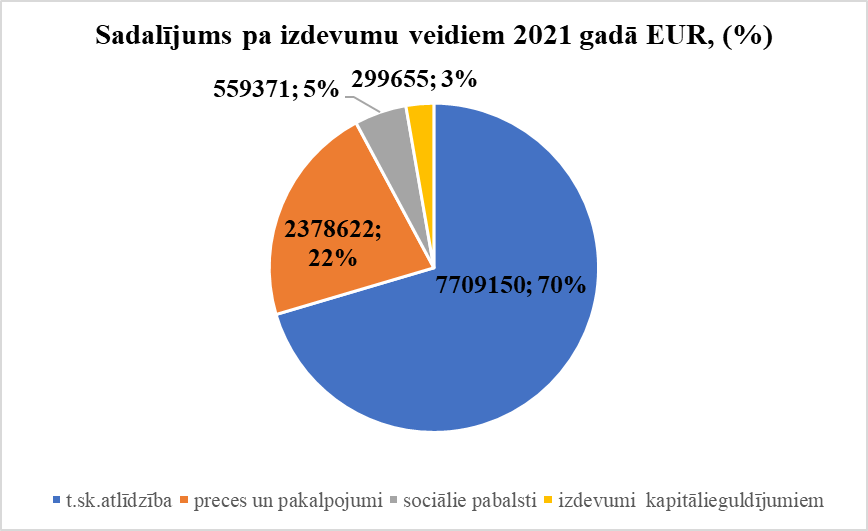 Sadalījums pa izdevumu veidiem 2021 gadā EUR, (%)
559371; 5%
299655; 3%
2378622;
22%
7709150; 70%
t.sk.atlīdzība preces un pakalpojumi sociālie pabalsti izdevumi kapitālieguldījumiem